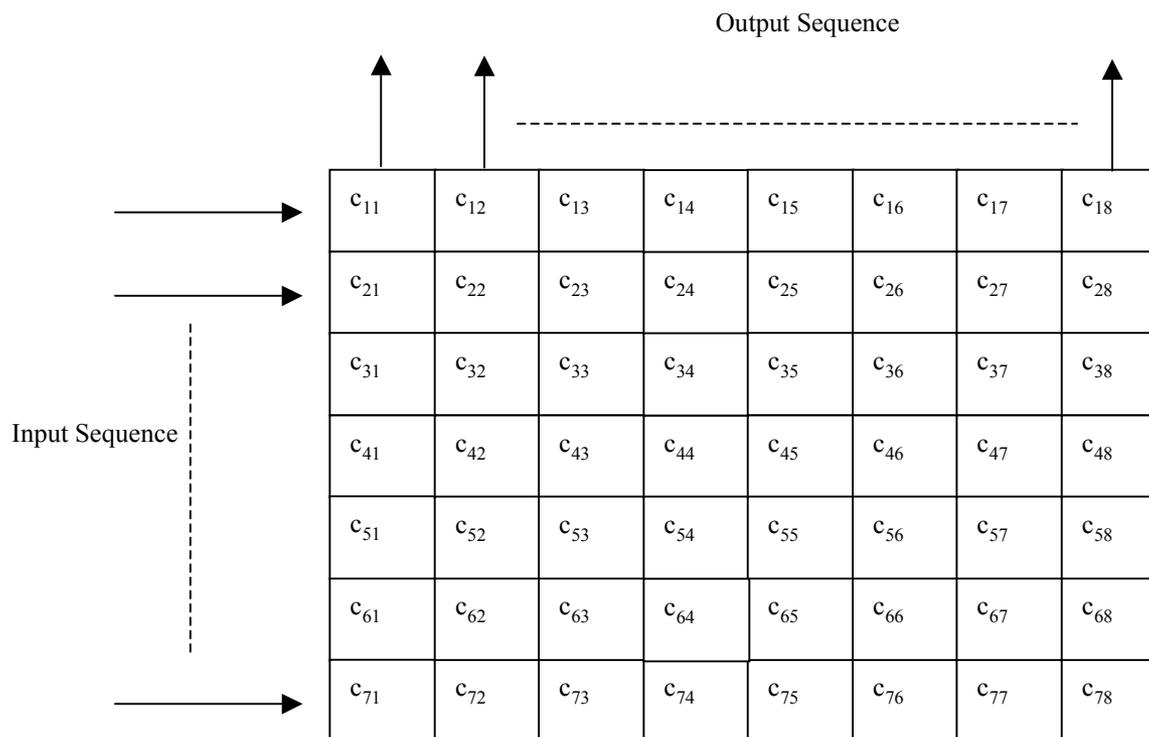 Output Sequence
c11 c12 c13 c14 c15 c16 c17 c18
c21 c22 c23 c24 c25 c26 c27 c28
c31 c32 c33 c34 c35 c36 c37 c38
Input Sequence
c41 c42 c43 c44 c45 c46 c47 c48
c51 c52 c53 c54 c55 c56 c57 c58
c61 c62 c63 c64 c65 c66 c67 c68
c71 c72 c73 c74 c75 c76 c77 c78